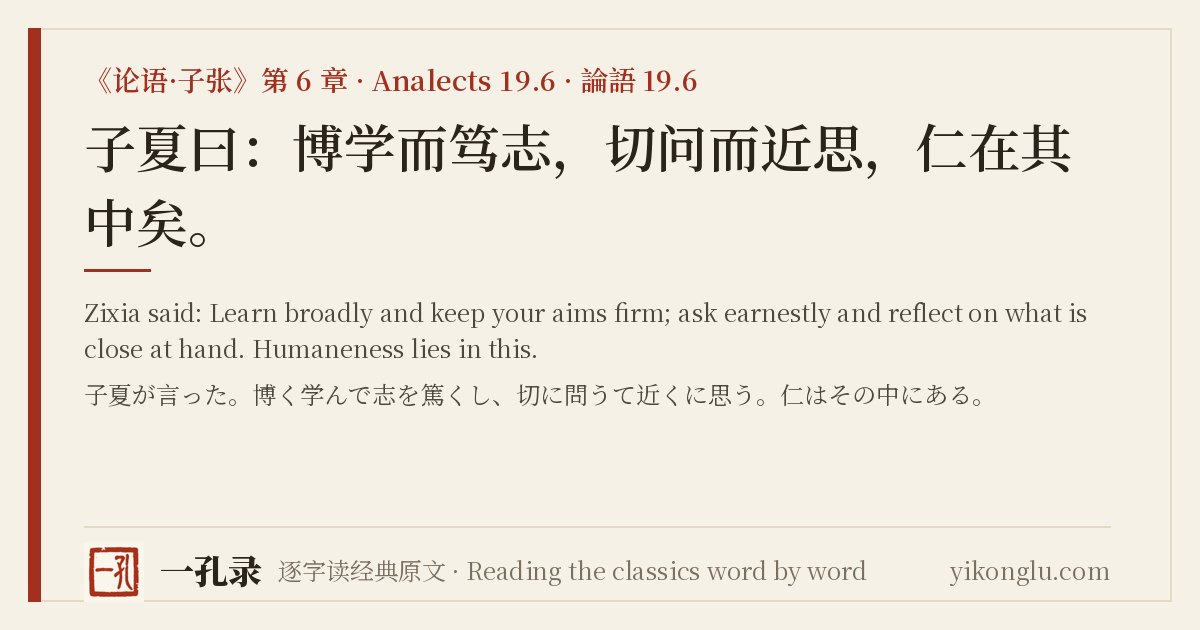 《论语·子张》第 6 章 · Analects 19.6 · 論語 19.6
子夏曰：博学而笃志，切问而近思，仁在其
中矣。
Zixia said: Learn broadly and keep your aims firm; ask earnestly and reflect on what is
close at hand. Humaneness lies in this.
子夏が言った。博く学んで志を篤くし、切に問うて近くに思う。仁はその中にある。
一孔
一孔录 逐字读经典原文 · Reading the classics word by word yikonglu.com